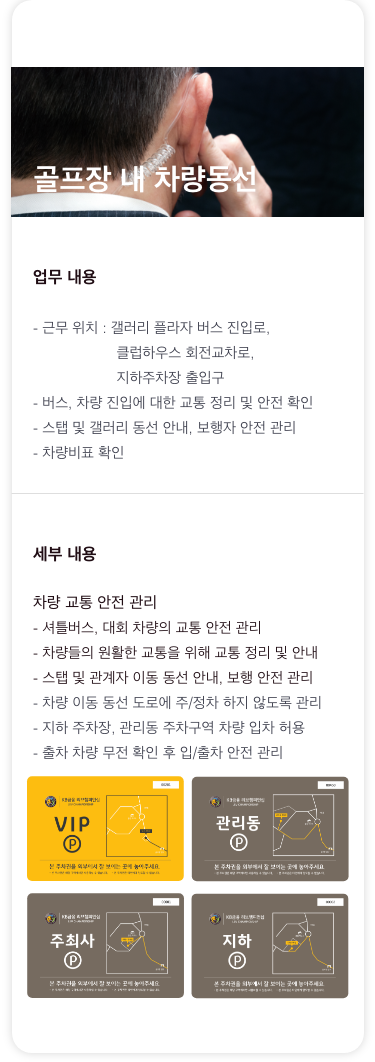 골프장 내 차량동선
업무 내용
- 근무 위치 : 갤러리 플라자 버스 진입로,
클럽하우스 회전교차로,
지하주차장 출입구
- 버스, 차량 진입에 대한 교통 정리 및 안전 확인
- 스탭 및 갤러리 동선 안내, 보행자 안전 관리
- 차량비표 확인
세부 내용
차량 교통 안전 관리
- 셔틀버스, 대회 차량의 교통 안전 관리
- 차량들의 원활한 교통을 위해 교통 정리 및 안내
- 스탭 및 관계자 이동 동선 안내, 보행 안전 관리
- 차량 이동 동선 도로에 주/정차 하지 않도록 관리
- 지하 주차장, 관리동 주차구역 차량 입차 허용
- 출차 차량 무전 확인 후 입/출차 안전 관리
VIP
P
본 주차권을 외부에서 잘 보이는 곳에 놓아주세요.
관리동
P
본 주차권을 외부에서 잘 보이는 곳에 놓아주세요.
주최사
P
본 주차권을 외부에서 잘 보이는 곳에 놓아주세요.
지하
P
본 주차권을 외부에서 잘 보이는 곳에 놓아주세요.